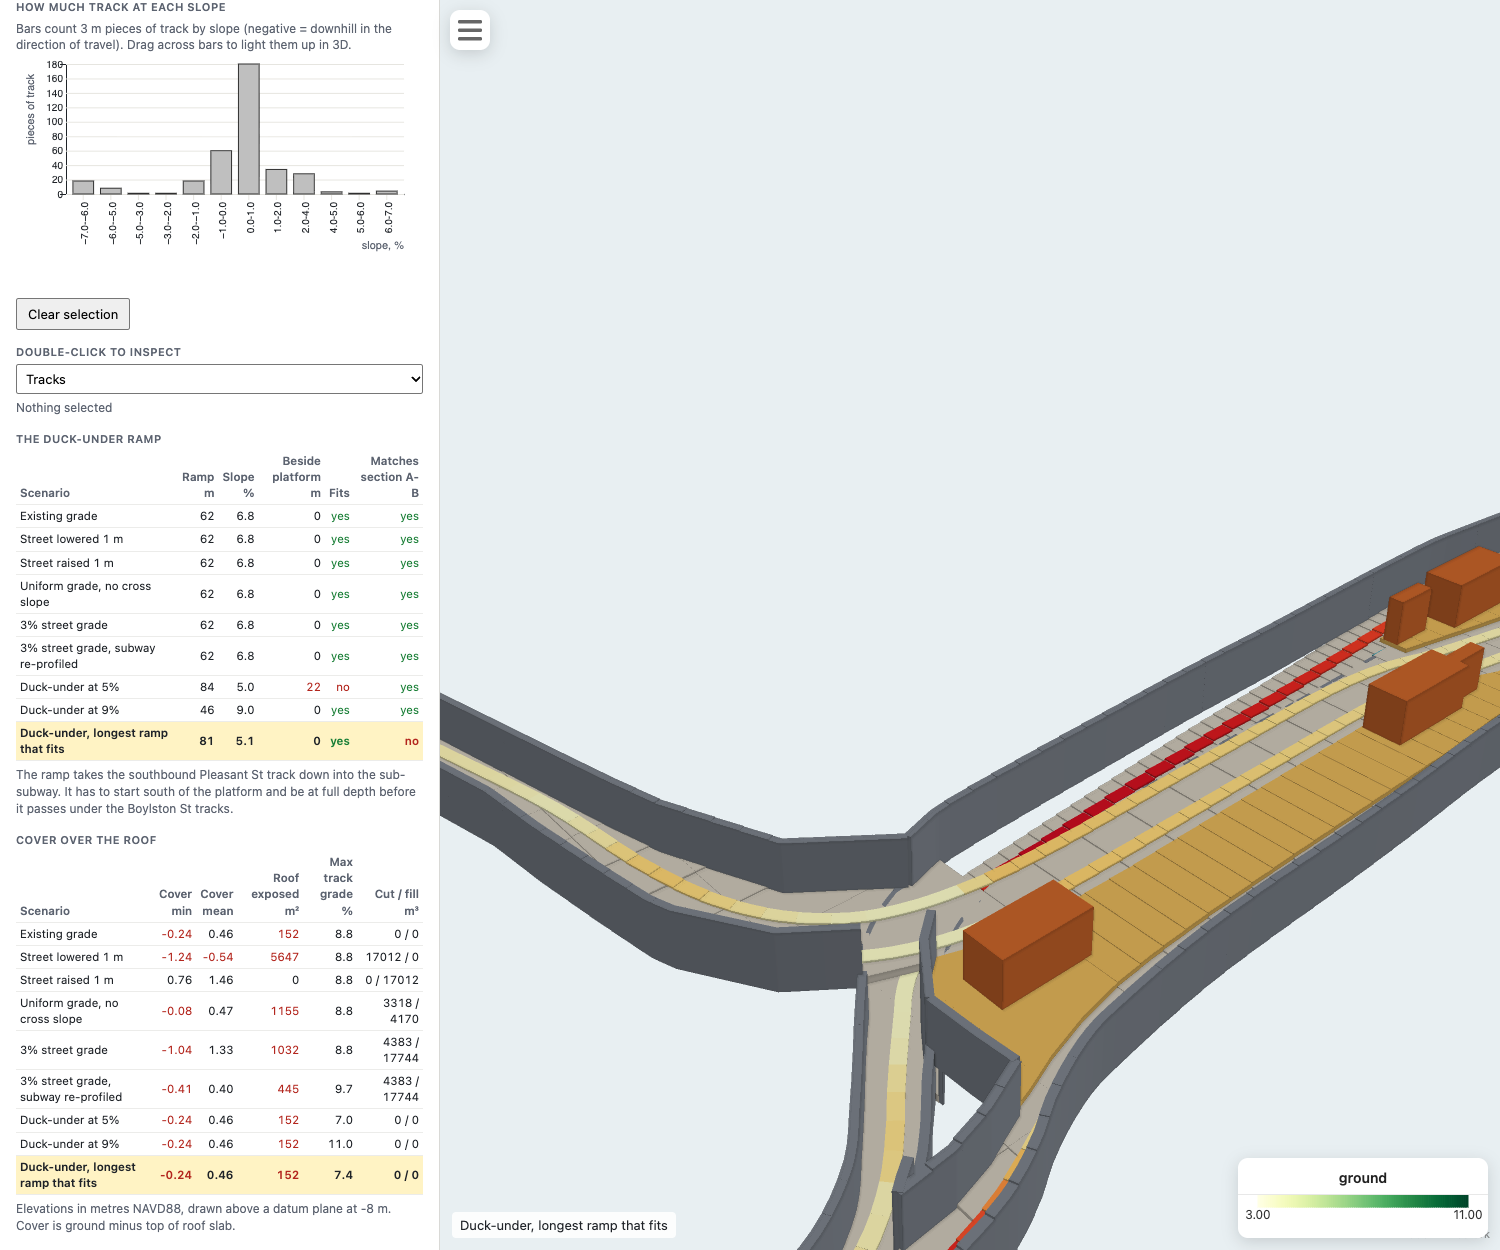 HOW MUCH TRACK AT EACH SLOPE
Bars count 3 m pieces of track by slope (negative = downhill in the
direction of travel). Drag across bars to light them up in 3D.
pieces of track
180
160
140
120
100
80
60
40
20
0
−7.0–−6.0
−6.0–−5.0
−5.0–−3.0
−3.0–−2.0
−2.0–−1.0
−1.0-0.0
0.0-1.0
1.0-2.0
2.0-4.0
4.0-5.0
5.0-6.0
6.0-7.0
slope, %
Clear selection
DOUBLE-CLICK TO INSPECT
Tracks
Nothing selected
THE DUCK-UNDER RAMP
Scenario Ramp m Slope % Beside platform m Fits Matches section A-B
Existing grade 62 6.8 0 yes yes
Street lowered 1 m 62 6.8 0 yes yes
Street raised 1 m 62 6.8 0 yes yes
Uniform grade, no cross slope 62 6.8 0 yes yes
3% street grade 62 6.8 0 yes yes
3% street grade, subway re-profiled 62 6.8 0 yes yes
Duck-under at 5% 84 5.0 22 no yes
Duck-under at 9% 46 9.0 0 yes yes
Duck-under, longest ramp that fits 81 5.1 0 yes no
The ramp takes the southbound Pleasant St track down into the sub-
subway. It has to start south of the platform and be at full depth before
it passes under the Boylston St tracks.
COVER OVER THE ROOF
Scenario Cover min Cover mean Roof exposed m² Max track grade % Cut / fill m³
Existing grade -0.24 0.46 152 8.8 0 / 0
Street lowered 1 m -1.24 -0.54 5647 8.8 17012 / 0
Street raised 1 m 0.76 1.46 0 8.8 0 / 17012
Uniform grade, no cross slope -0.08 0.47 1155 8.8 3318 / 4170
3% street grade -1.04 1.33 1032 8.8 4383 / 17744
3% street grade, subway re-profiled -0.41 0.40 445 9.7 4383 / 17744
Duck-under at 5% -0.24 0.46 152 7.0 0 / 0
Duck-under at 9% -0.24 0.46 152 11.0 0 / 0
Duck-under, longest ramp that fits -0.24 0.46 152 7.4 0 / 0
Elevations in metres NAVD88, drawn above a datum plane at -8 m.
Cover is ground minus top of roof slab.
Duck-under, longest ramp that fits
ground
3.00 11.00